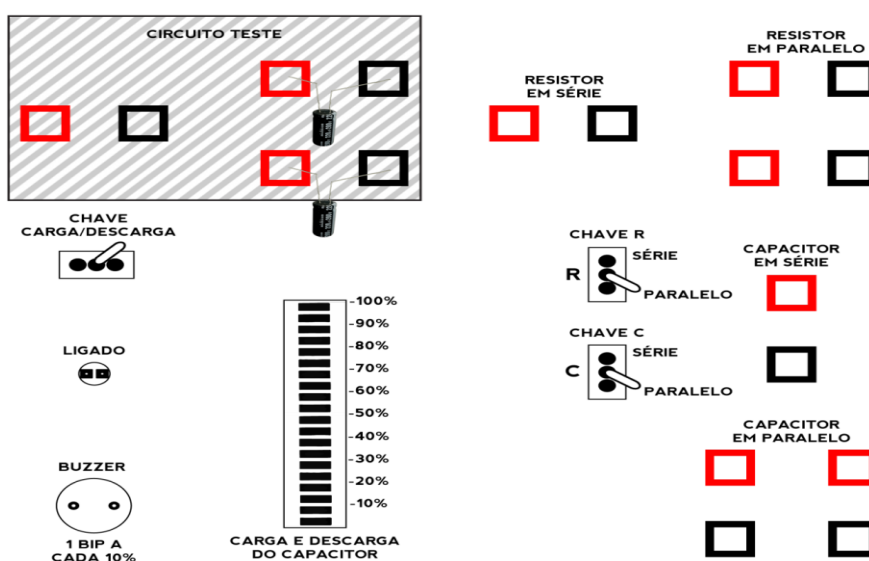 CIRCUITO TESTE
RESISTOR
EM SÉRIE
RESISTOR
EM PARALELO
CHAVE
CARGA/DESCARGA
CHAVE R
SÉRIE
R
PARALELO
CAPACITOR
EM SÉRIE
CHAVE C
SÉRIE
C
PARALELO
LIGADO
-100%
-90%
-80%
-70%
-60%
-50%
-40%
-30%
-20%
-10%
CARGA E DESCARGA
DO CAPACITOR
BUZZER
1 BIP A
CADA 10%
CAPACITOR
EM PARALELO